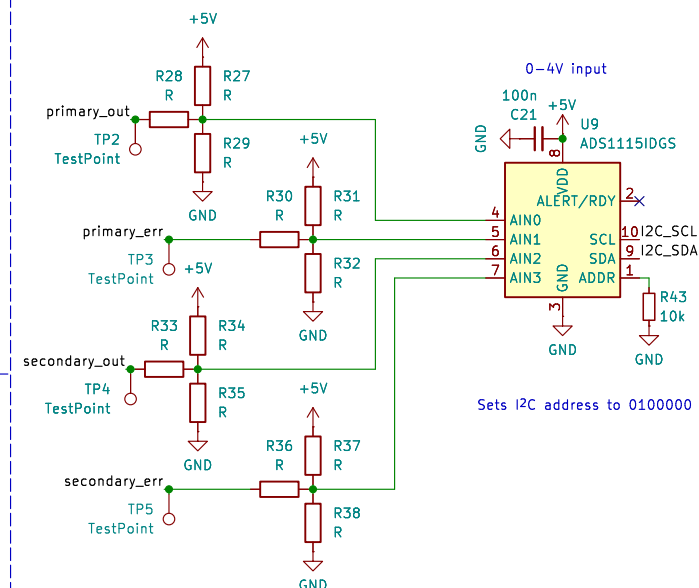 +5V
R28
R
R27
R
primary_out
TP2
TestPoint
R29
R
GND
+5V
R30
R
R31
R
primary_err
TP3
TestPoint
R32
R
GND
+5V
R33
R
R34
R
secondary_out
TP4
TestPoint
R35
R
GND
+5V
R36
R
R37
R
secondary_err
TP5
TestPoint
R38
R
GND
0-4V input
100n
C21
+5V
GND
U9
ADS1115IDGS
8
VDD
ALERT/RDY
2
4
AIN0
5
AIN1
6
AIN2
7
AIN3
SCL
10
I2C_SCL
SDA
9
I2C_SDA
ADDR
1
GND
3
GND
R43
10k
GND
Sets I²C address to 0100000